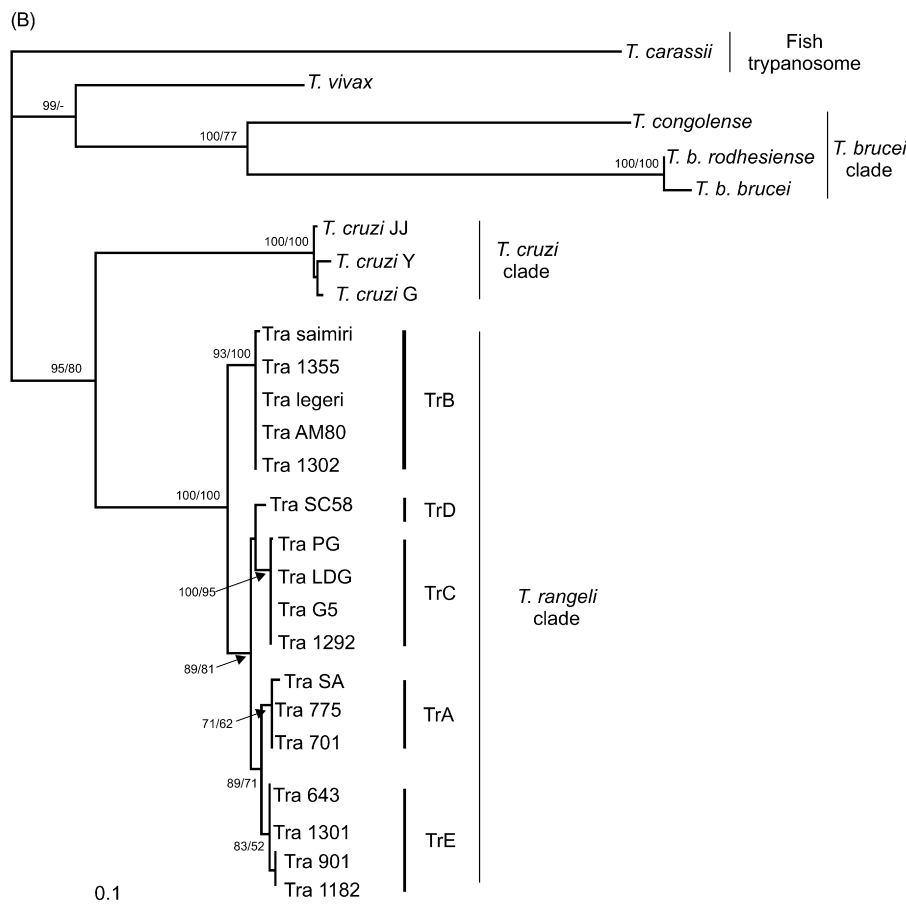 (B)
T. carassii
Fish
trypanosome
T. vivax
99/-
T. congolense
100/77
T. brucei
clade
T. b. rodhesiense
100/100
T. b. brucei
T. cruzi JJ
100/100
T. cruzi Y
T. cruzi
clade
T. cruzi G
Tra saimiri
93/100
Tra 1355
95/80
Tra legeri
TrB
Tra AM80
Tra 1302
100/100
Tra SC58
TrD
Tra PG
Tra LDG
100/95
TrC
T. rangeli
clade
Tra G5
Tra 1292
89/81
Tra SA
Tra 775
TrA
71/62
Tra 701
89/71
Tra 643
Tra 1301
TrE
83/52
Tra 901
Tra 1182
0.1